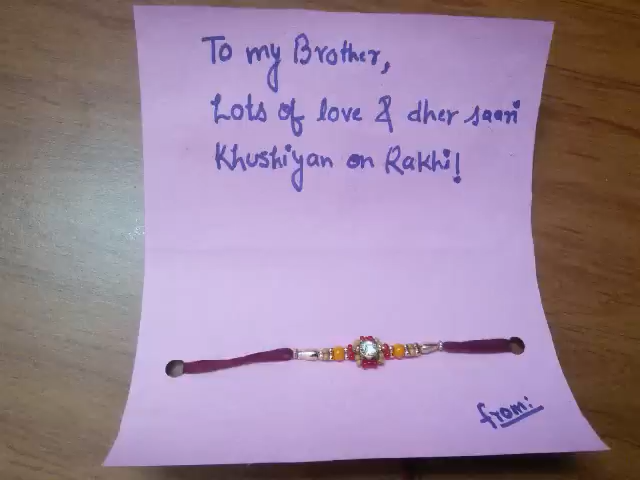 To my Brother,
Lots of love & dher saari
Khushiyan on Rakhi!
from: